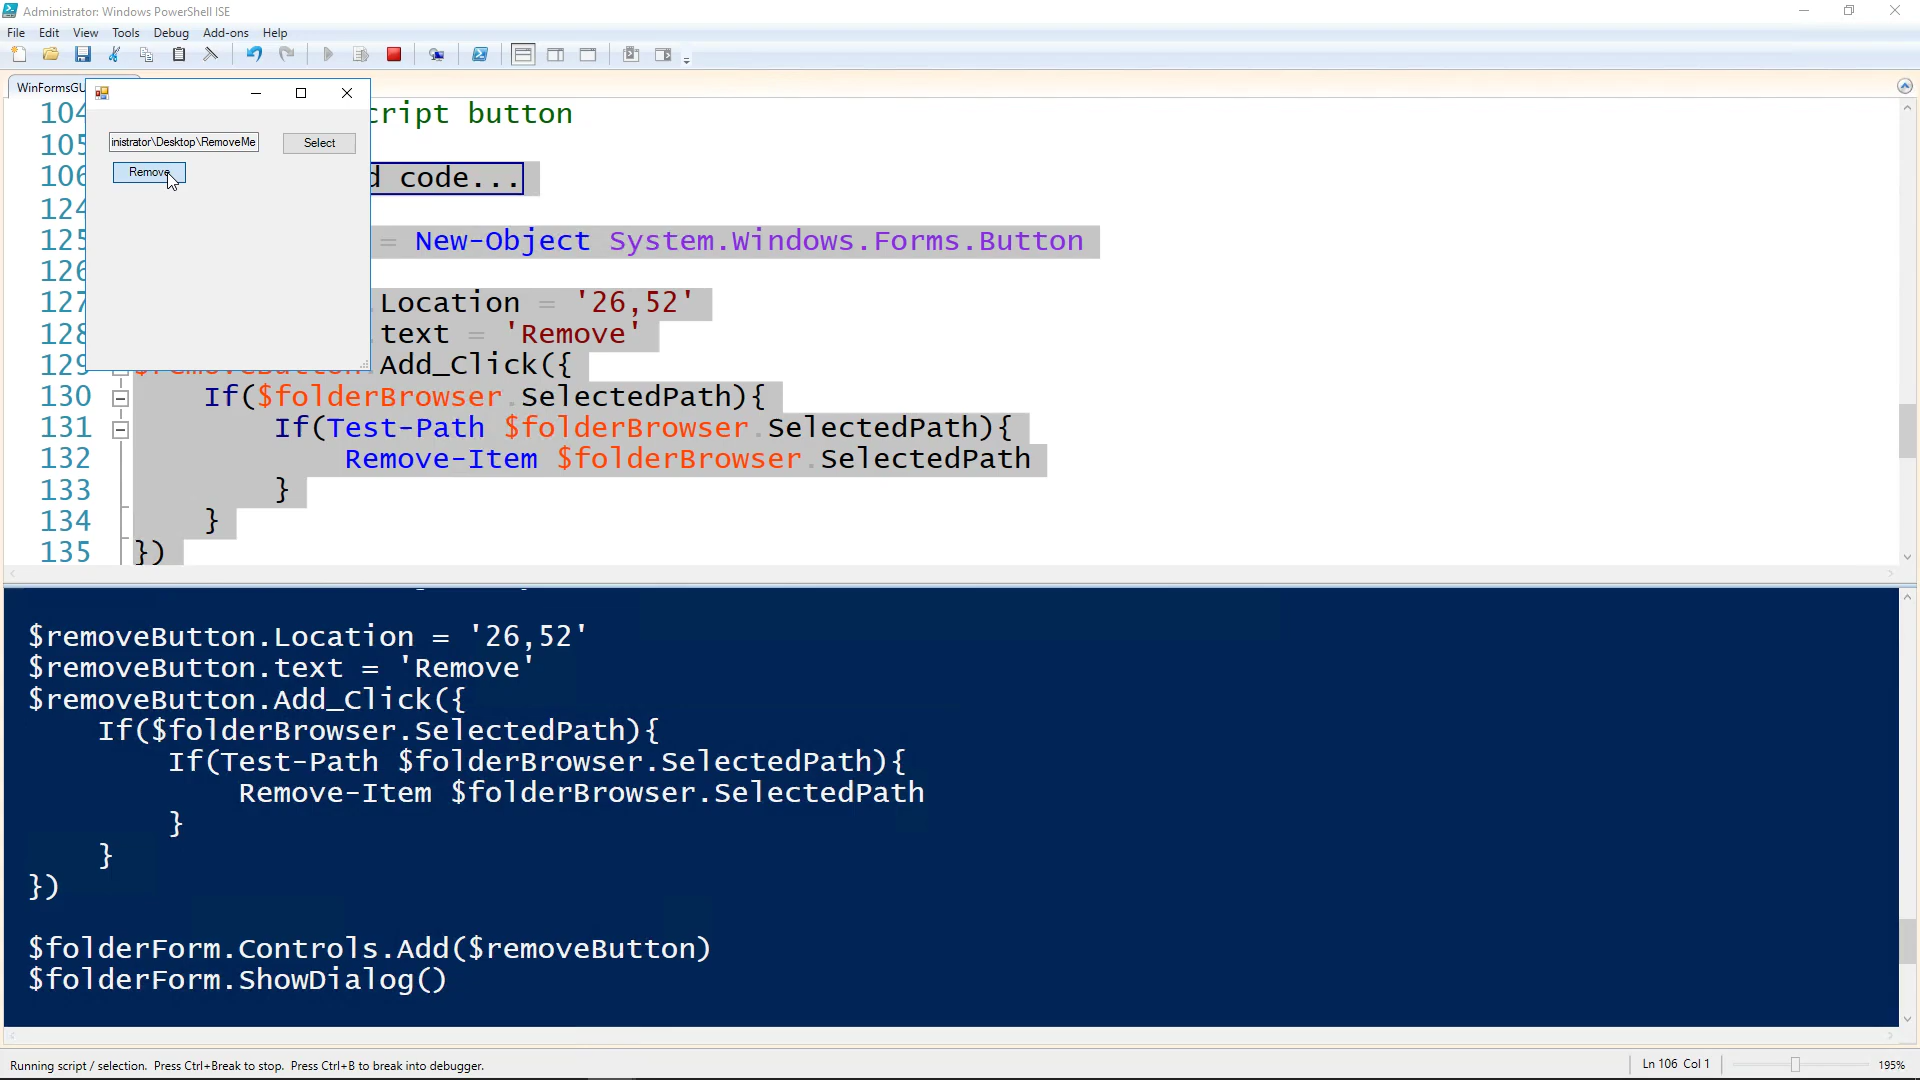 Administrator: Windows PowerShell ISE
File Edit View Tools Debug Add-ons Help
WinFormsGU
inistrator\Desktop\RemoveMe Select
Remove
104 cript button
105
106 d code...
124
125 = New-Object System.Windows.Forms.Button
126
127 .Location = '26,52'
128 .text = 'Remove'
129 $removeButton.Add_Click({
130 If($folderBrowser.SelectedPath){
131 If(Test-Path $folderBrowser.SelectedPath){
132 Remove-Item $folderBrowser.SelectedPath
133 }
134 }
135 })
$removeButton.Location = '26,52'
$removeButton.text = 'Remove'
$removeButton.Add_Click({
If($folderBrowser.SelectedPath){
If(Test-Path $folderBrowser.SelectedPath){
Remove-Item $folderBrowser.SelectedPath
}
}
})
$folderForm.Controls.Add($removeButton)
$folderForm.ShowDialog()
Running script / selection. Press Ctrl+Break to stop. Press Ctrl+B to break into debugger.
Ln 106 Col 1
195%